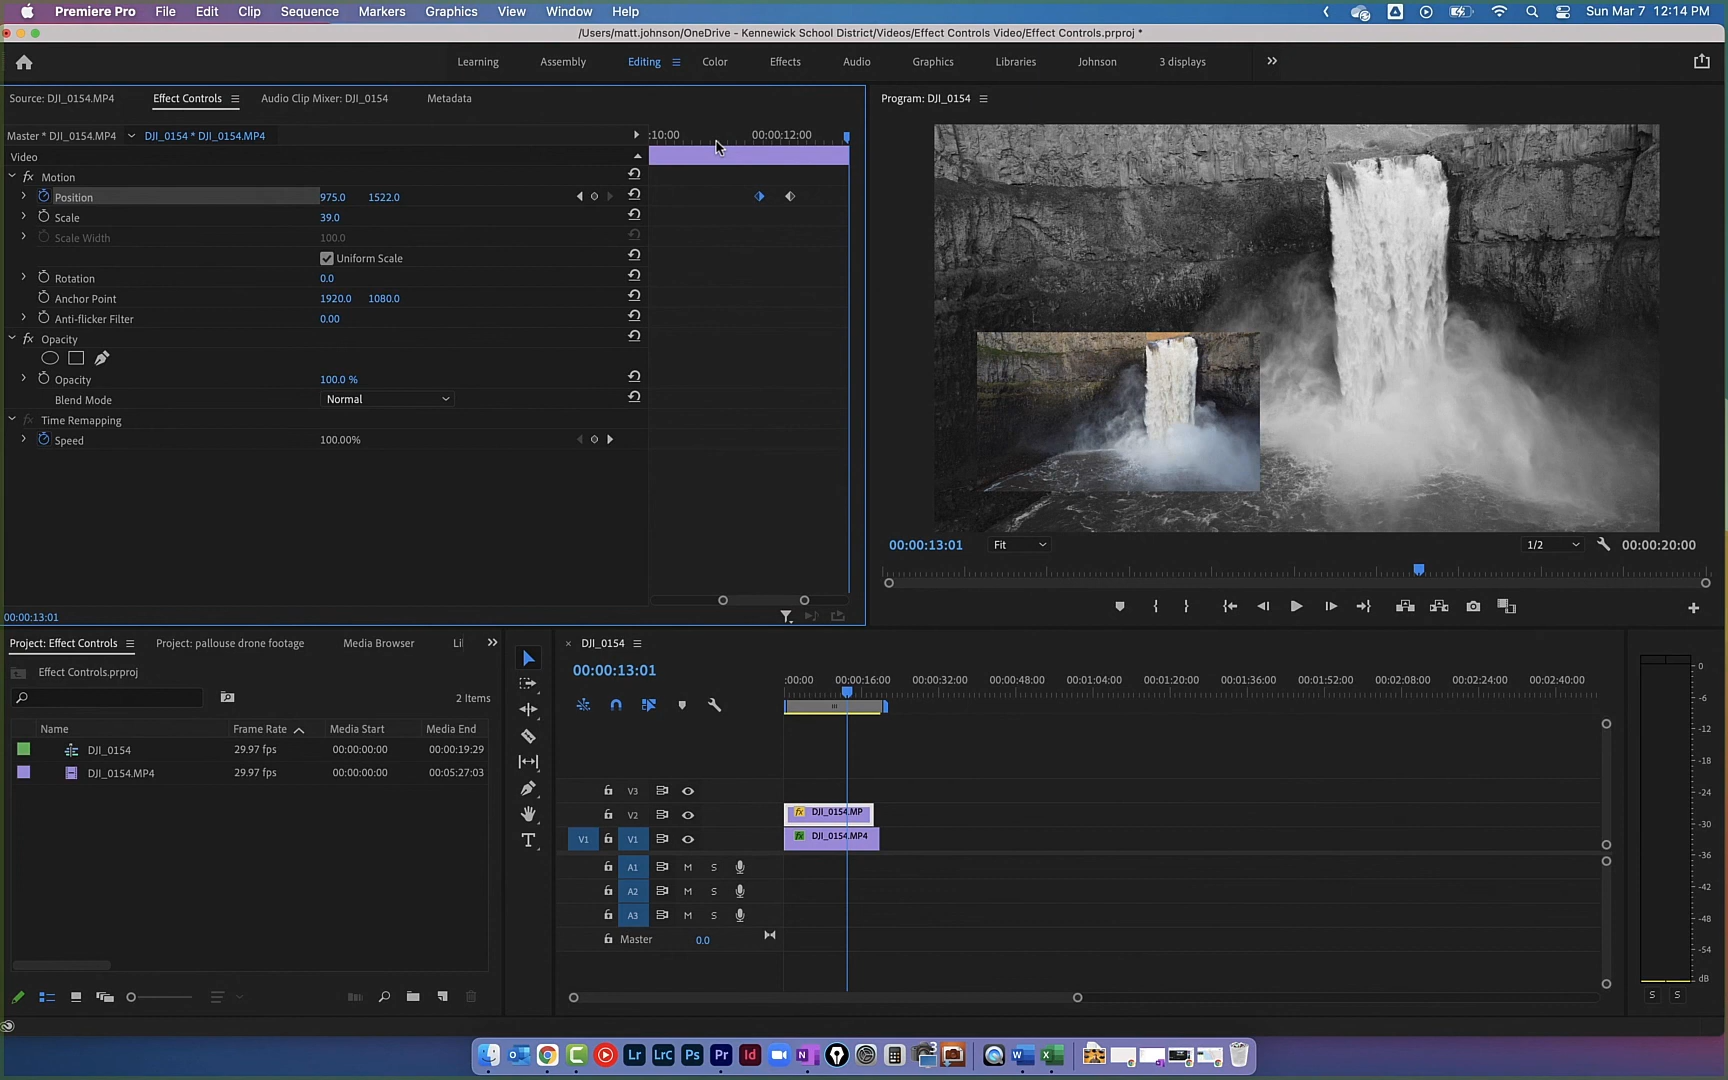 Premiere Pro File Edit Clip Sequence Markers Graphics View Window Help Sun Mar 7 12:14 PM
/Users/matt.johnson/OneDrive - Kennewick School District/Videos/Effect Controls Video/Effect Controls.prproj *
Learning Assembly Editing Color Effects Audio Graphics Libraries Johnson 3 displays
Source: DJI_0154.MP4 Effect Controls Audio Clip Mixer: DJI_0154 Metadata Program: DJI_0154
Master * DJI_0154.MP4 DJI_0154 * DJI_0154.MP4 :10:00 00:00:12:00
Video
fx Motion
Position 975.0 1522.0
Scale 39.0
Scale Width 100.0
Uniform Scale
Rotation 0.0
Anchor Point 1920.0 1080.0
Anti-flicker Filter 0.00
fx Opacity
Opacity 100.0 %
Blend Mode Normal
fx Time Remapping
Speed 100.00%
00:00:13:01 Fit 1/2 00:00:20:00
00:00:13:01
Project: Effect Controls Project: pallouse drone footage Media Browser Li DJI_0154
Effect Controls.prproj 00:00:13:01
2 Items
:00:00 00:00:16:00 00:00:32:00 00:00:48:00 00:01:04:00 00:01:20:00 00:01:36:00 00:01:52:00 00:02:08:00 00:02:24:00 00:02:40:00
Name Frame Rate Media Start Media End
DJI_0154 29.97 fps 00:00:00:00 00:00:19:29
DJI_0154.MP4 29.97 fps 00:00:00:00 00:05:27:03
V3
V2 fx DJI_0154.MP
V1 V1 fx DJI_0154.MP4
A1 M S
A2 M S
A3 M S
Master 0.0
0
-6
-12
-18
-24
-30
-36
-42
-48
-54
dB
S S
T
Lr LrC Ps Pr Id N 3 W X